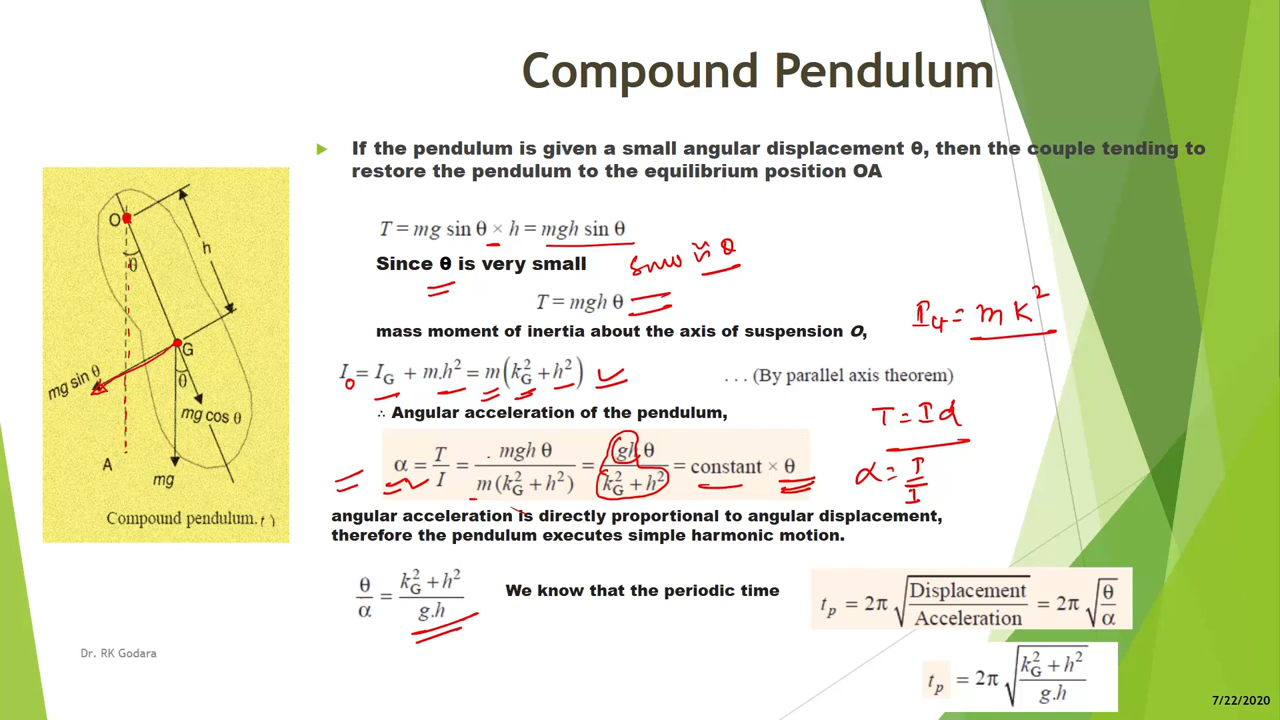 Compound Pendulum
If the pendulum is given a small angular displacement θ, then the couple tending to
restore the pendulum to the equilibrium position OA
T = mg sin θ × h = mgh sin θ
Since θ is very small
T = mgh θ
mass moment of inertia about the axis of suspension O,
I_G = m k²
I_o = I_G + m.h² = m(k_G² + h²)
. . . (By parallel axis theorem)
∴ Angular acceleration of the pendulum,
T = Iα
α = T/I = mgh θ / m (k_G² + h²) = gh.θ / k_G² + h² = constant × θ
α = T/I
angular acceleration is directly proportional to angular displacement,
therefore the pendulum executes simple harmonic motion.
θ/α = k_G² + h² / g.h
We know that the periodic time
t_p = 2π √(Displacement / Acceleration) = 2π √(θ/α)
t_p = 2π √(k_G² + h² / g.h)
O
θ
h
G
θ
mg sin θ
mg cos θ
A
mg
Compound pendulum.
Dr. RK Godara
7/22/2020